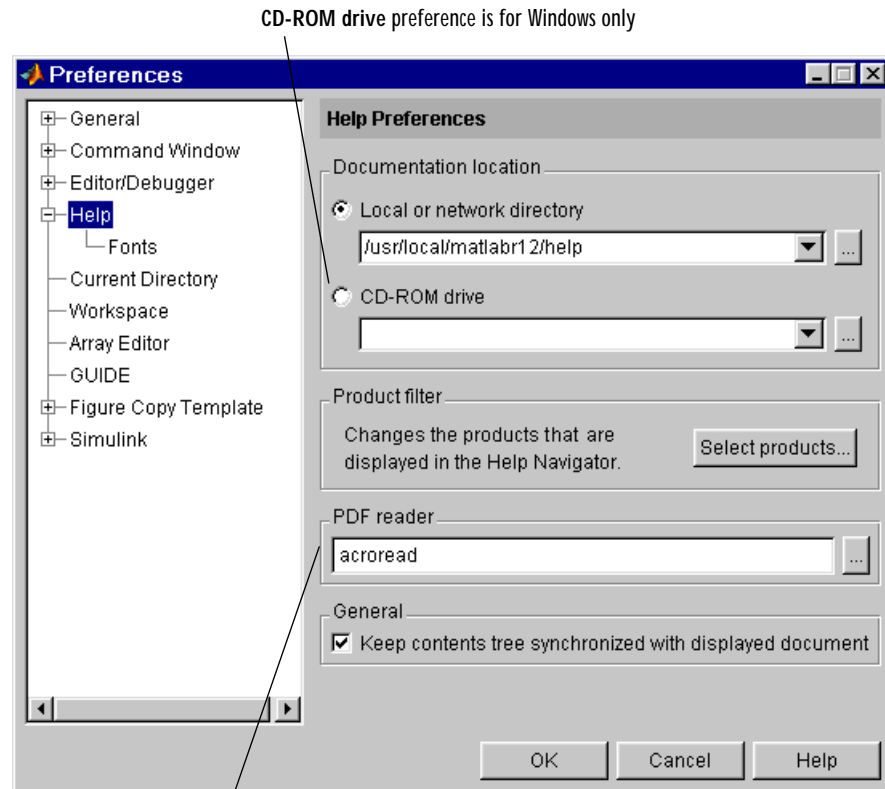 CD-ROM drive preference is for Windows only
Preferences
General
Command Window
Editor/Debugger
Help
Fonts
Current Directory
Workspace
Array Editor
GUIDE
Figure Copy Template
Simulink
Help Preferences
Documentation location
Local or network directory
/usr/local/matlabr12/help
...
CD-ROM drive
...
Product filter
Changes the products that are
displayed in the Help Navigator.
Select products...
PDF reader
acroread
...
General
Keep contents tree synchronized with displayed document
OK
Cancel
Help